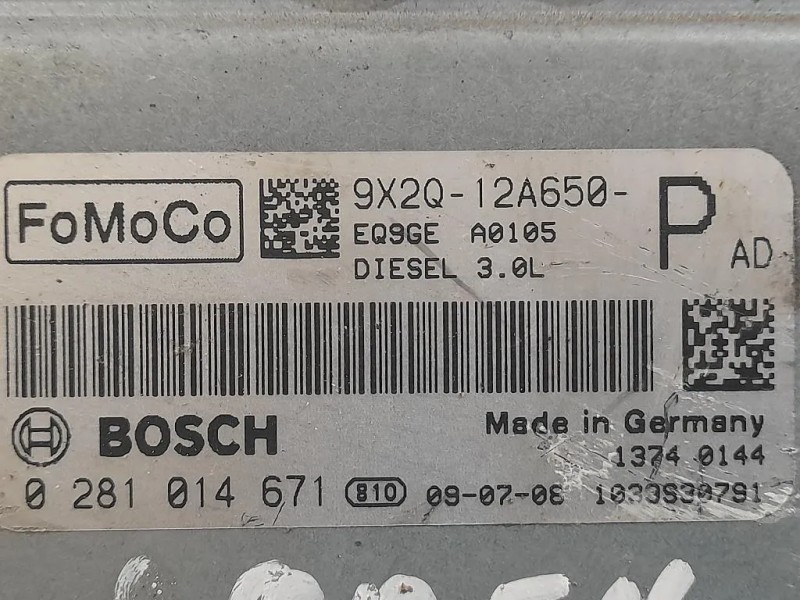 FoMoCo
9X2Q-12A650-
P
AD
EQ9GE A0105
DIESEL 3.0L
BOSCH
Made in Germany
1374 0144
0 281 014 671 810 09-07-08 1033S30791